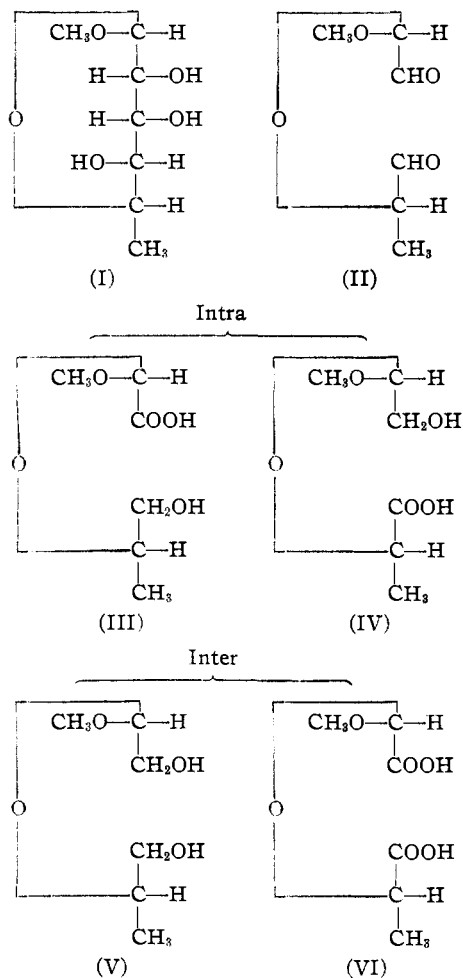 CH₃O—C—H CH₃O—C—H
H—C—OH CHO
H—C—OH
O O
HO—C—H CHO
C—H C—H
CH₃ CH₃
(I) (II)
Intra
CH₃O—C—H CH₃O—C—H
COOH CH₂OH
O O
CH₂OH COOH
C—H C—H
CH₃ CH₃
(III) (IV)
Inter
CH₃O—C—H CH₃O—C—H
CH₂OH COOH
O O
CH₂OH COOH
C—H C—H
CH₃ CH₃
(V) (VI)